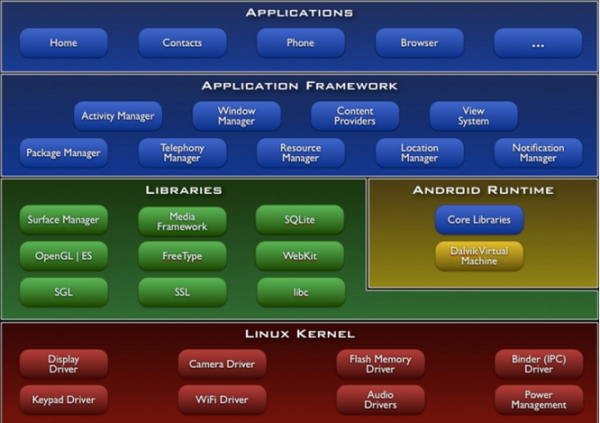 APPLICATIONS
Home
Contacts
Phone
Browser
...
APPLICATION FRAMEWORK
Activity Manager
Window
Manager
Content
Providers
View
System
Package Manager
Telephony
Manager
Resource
Manager
Location
Manager
Notification
Manager
LIBRARIES
Surface Manager
Media
Framework
SQLite
OpenGL | ES
FreeType
WebKit
SGL
SSL
libc
ANDROID RUNTIME
Core Libraries
Dalvik Virtual
Machine
LINUX KERNEL
Display
Driver
Camera Driver
Flash Memory
Driver
Binder (IPC)
Driver
Keypad Driver
WiFi Driver
Audio
Drivers
Power
Management